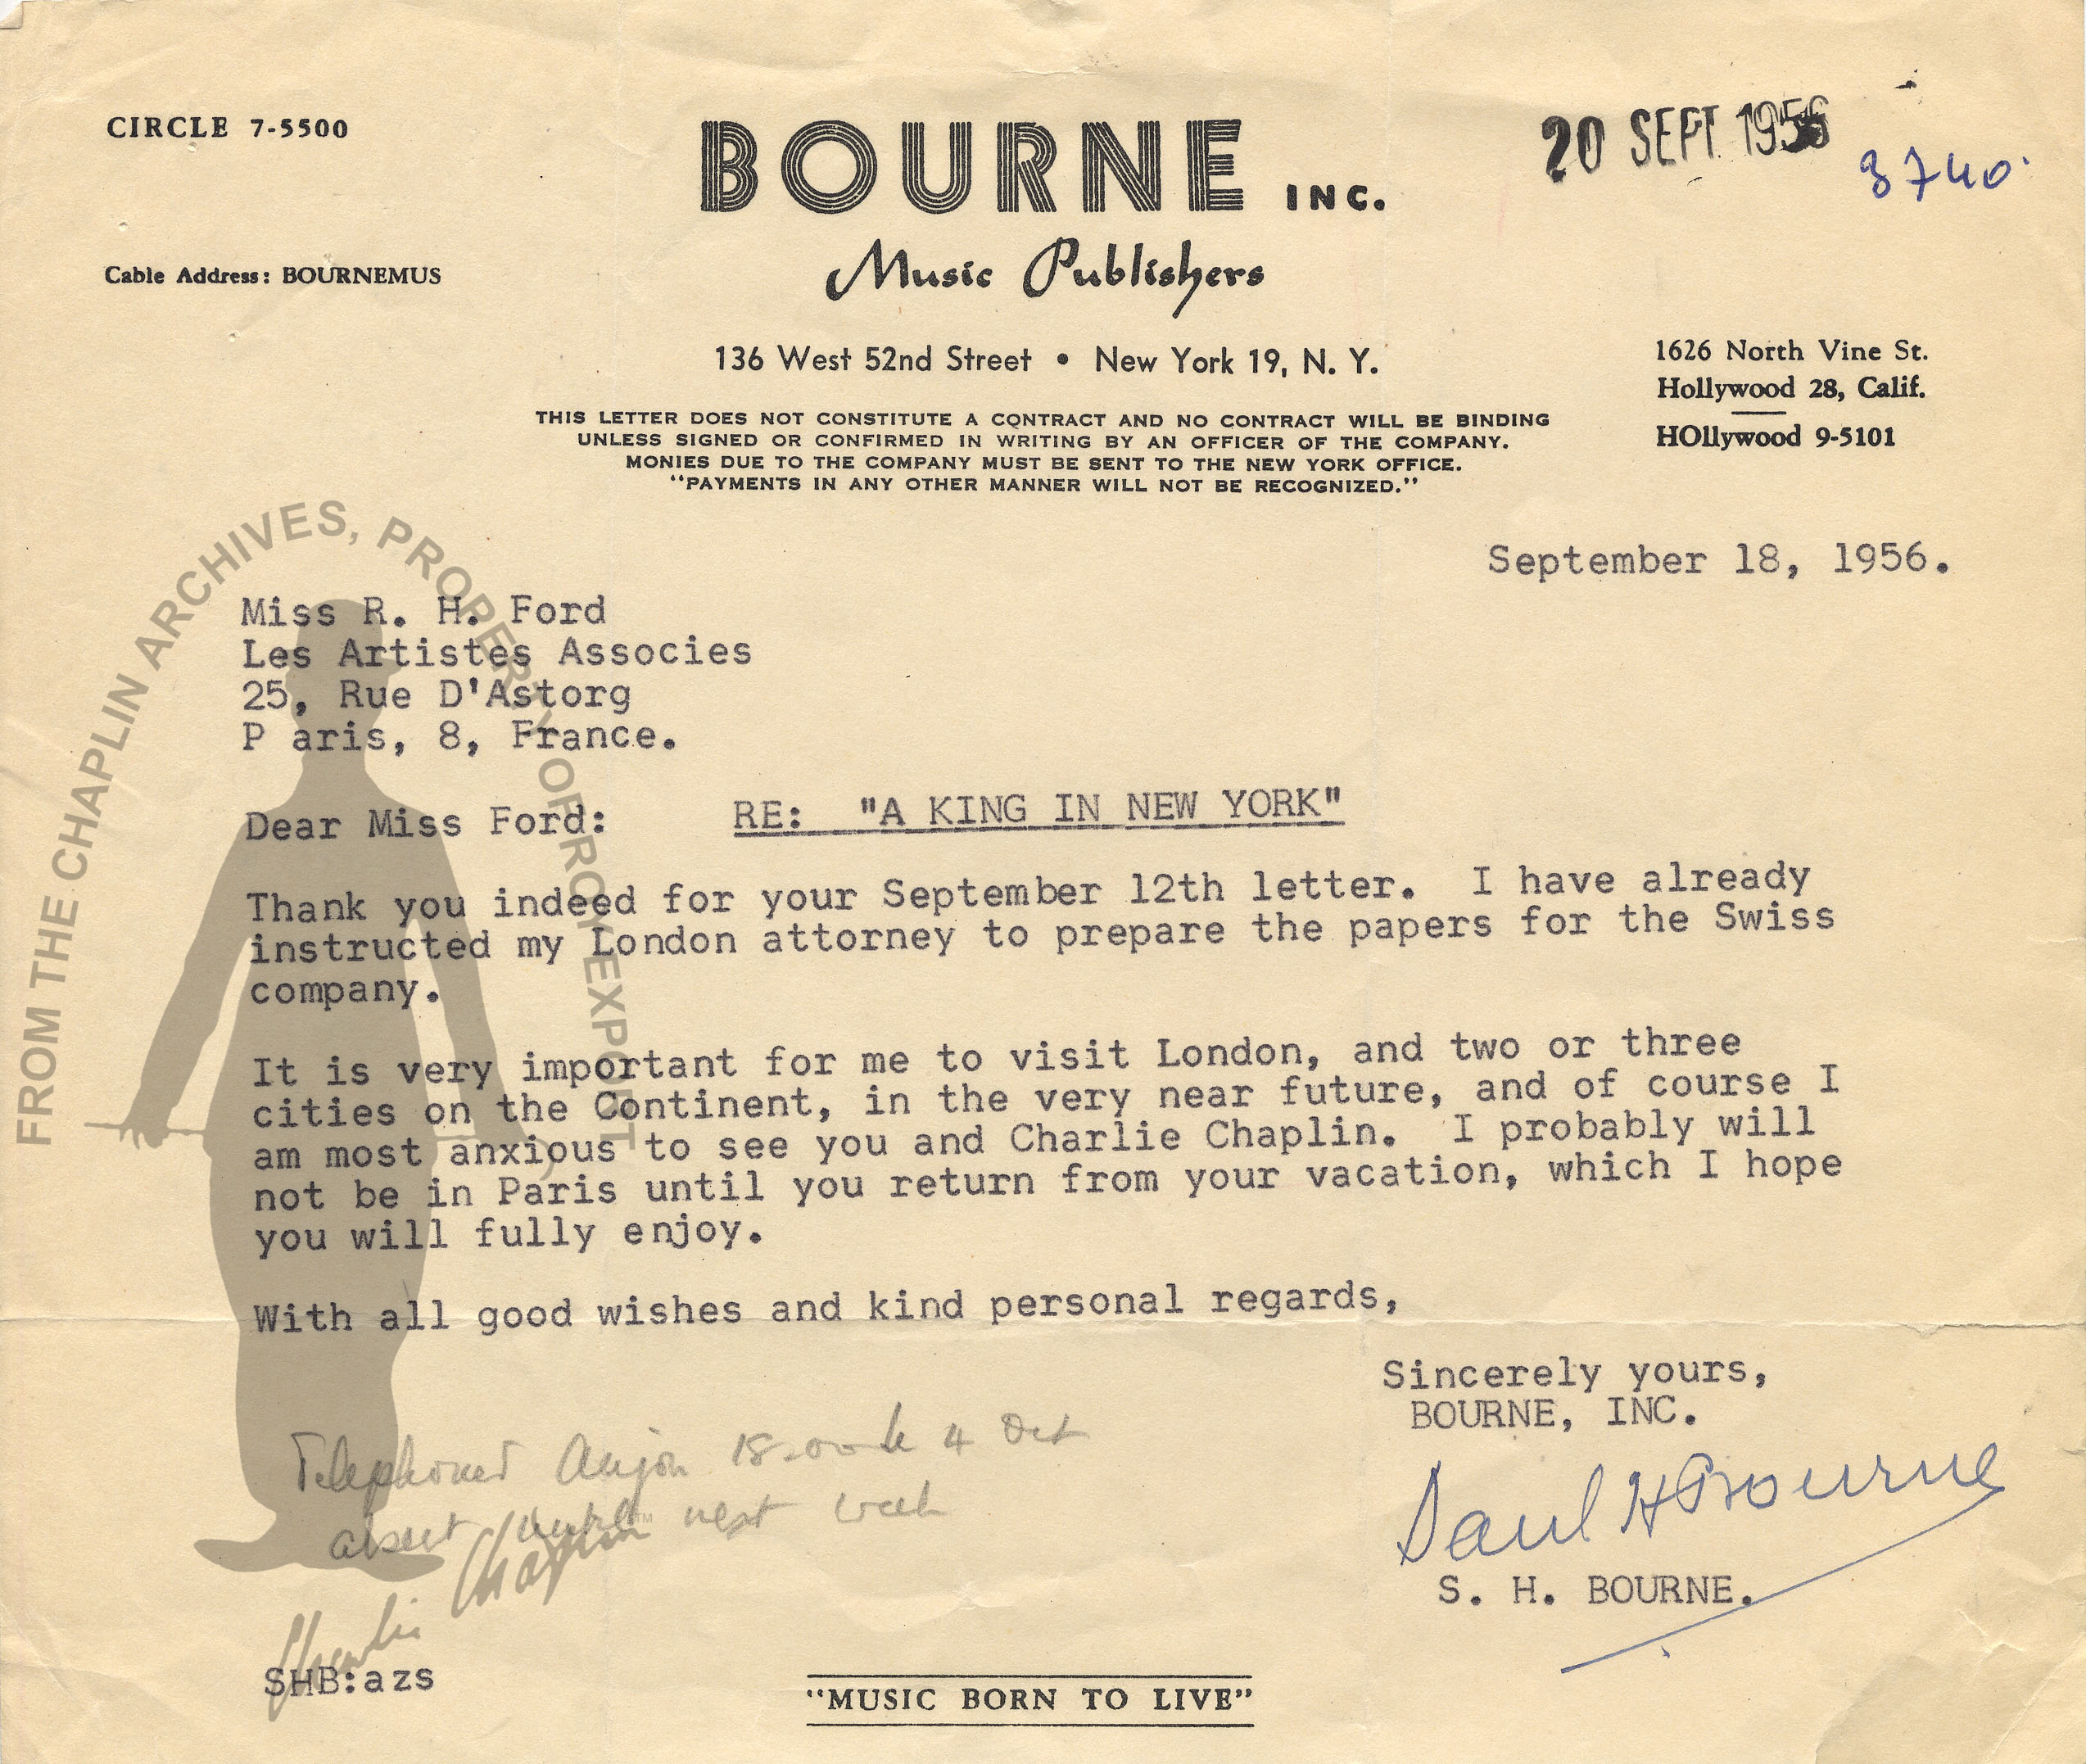 CIRCLE 7-5500
BOURNE INC.
20 SEPT. 1956
3740
Music Publishers
Cable Address: BOURNEMUS
136 West 52nd Street • New York 19, N. Y.
1626 North Vine St.
Hollywood 28, Calif.
HOllywood 9-5101
THIS LETTER DOES NOT CONSTITUTE A CONTRACT AND NO CONTRACT WILL BE BINDING
UNLESS SIGNED OR CONFIRMED IN WRITING BY AN OFFICER OF THE COMPANY.
MONIES DUE TO THE COMPANY MUST BE SENT TO THE NEW YORK OFFICE.
"PAYMENTS IN ANY OTHER MANNER WILL NOT BE RECOGNIZED."
September 18, 1956.
Miss R. H. Ford
Les Artistes Associes
25, Rue D'Astorg
P aris, 8, France.
Dear Miss Ford: RE: "A KING IN NEW YORK"
Thank you indeed for your September 12th letter. I have already
instructed my London attorney to prepare the papers for the Swiss
company.
It is very important for me to visit London, and two or three
cities on the Continent, in the very near future, and of course I
am most anxious to see you and Charlie Chaplin. I probably will
not be in Paris until you return from your vacation, which I hope
you will fully enjoy.
With all good wishes and kind personal regards,
Sincerely yours,
BOURNE, INC.
Saul H Bourne
S. H. BOURNE.
Telephoned 4 Oct
absent until next week
SHB:azs
"MUSIC BORN TO LIVE"
FROM THE CHAPLIN ARCHIVES, PROPERTY OF ROY EXPORT
Charlie Chaplin